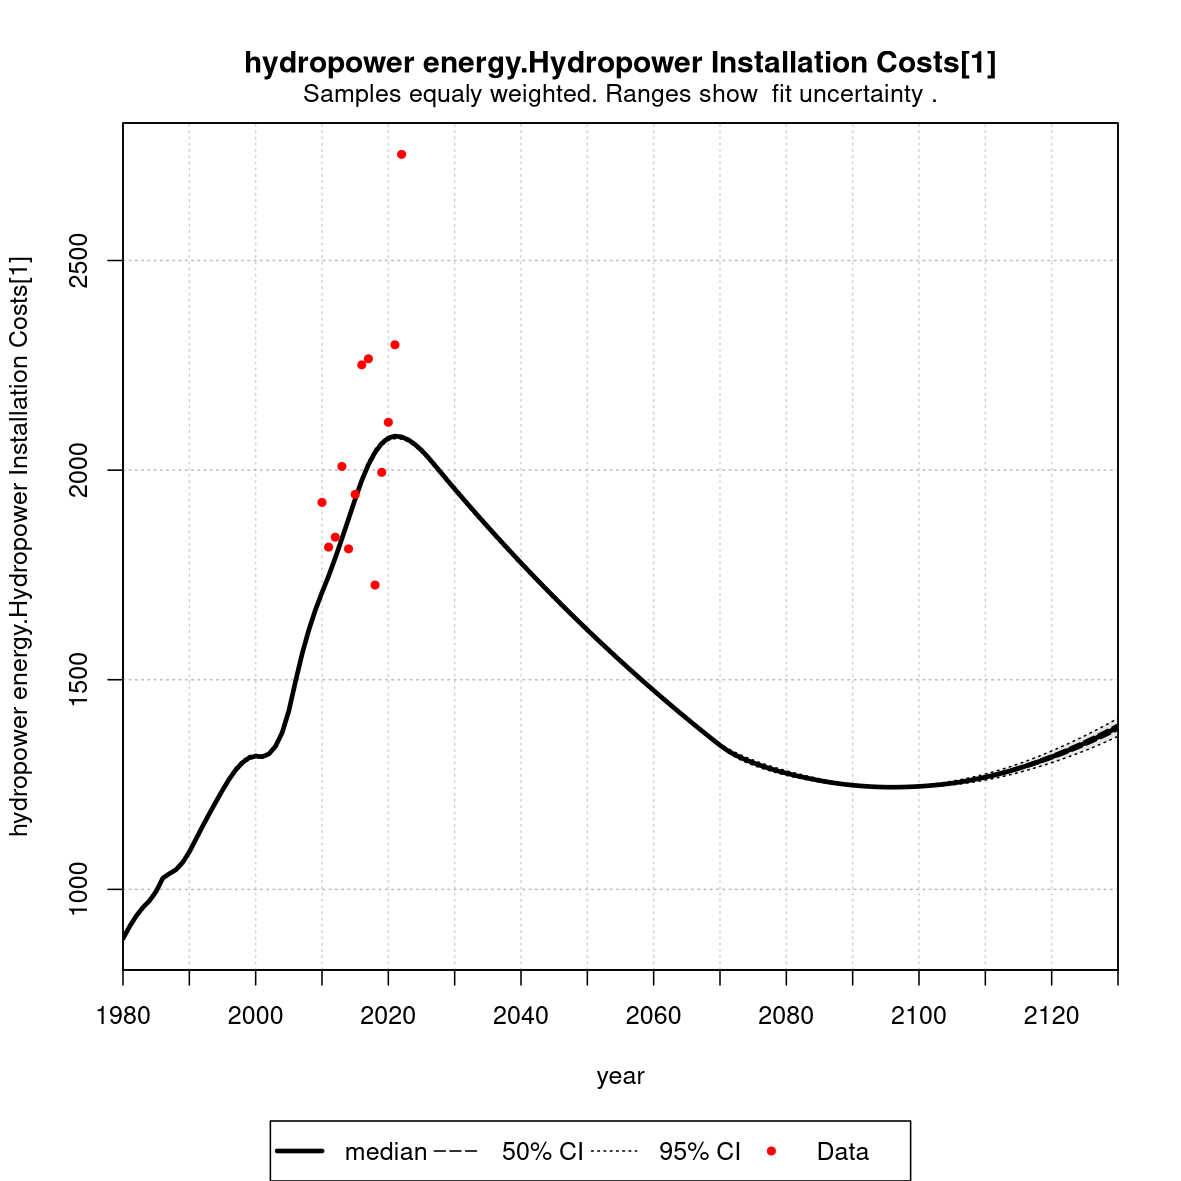 hydropower energy.Hydropower Installation Costs[1]
Samples equaly weighted. Ranges show  fit uncertainty .
hydropower energy.Hydropower Installation Costs[1]
2500
2000
1500
1000
1980 2000 2020 2040 2060 2080 2100 2120
year
median 50% CI 95% CI Data